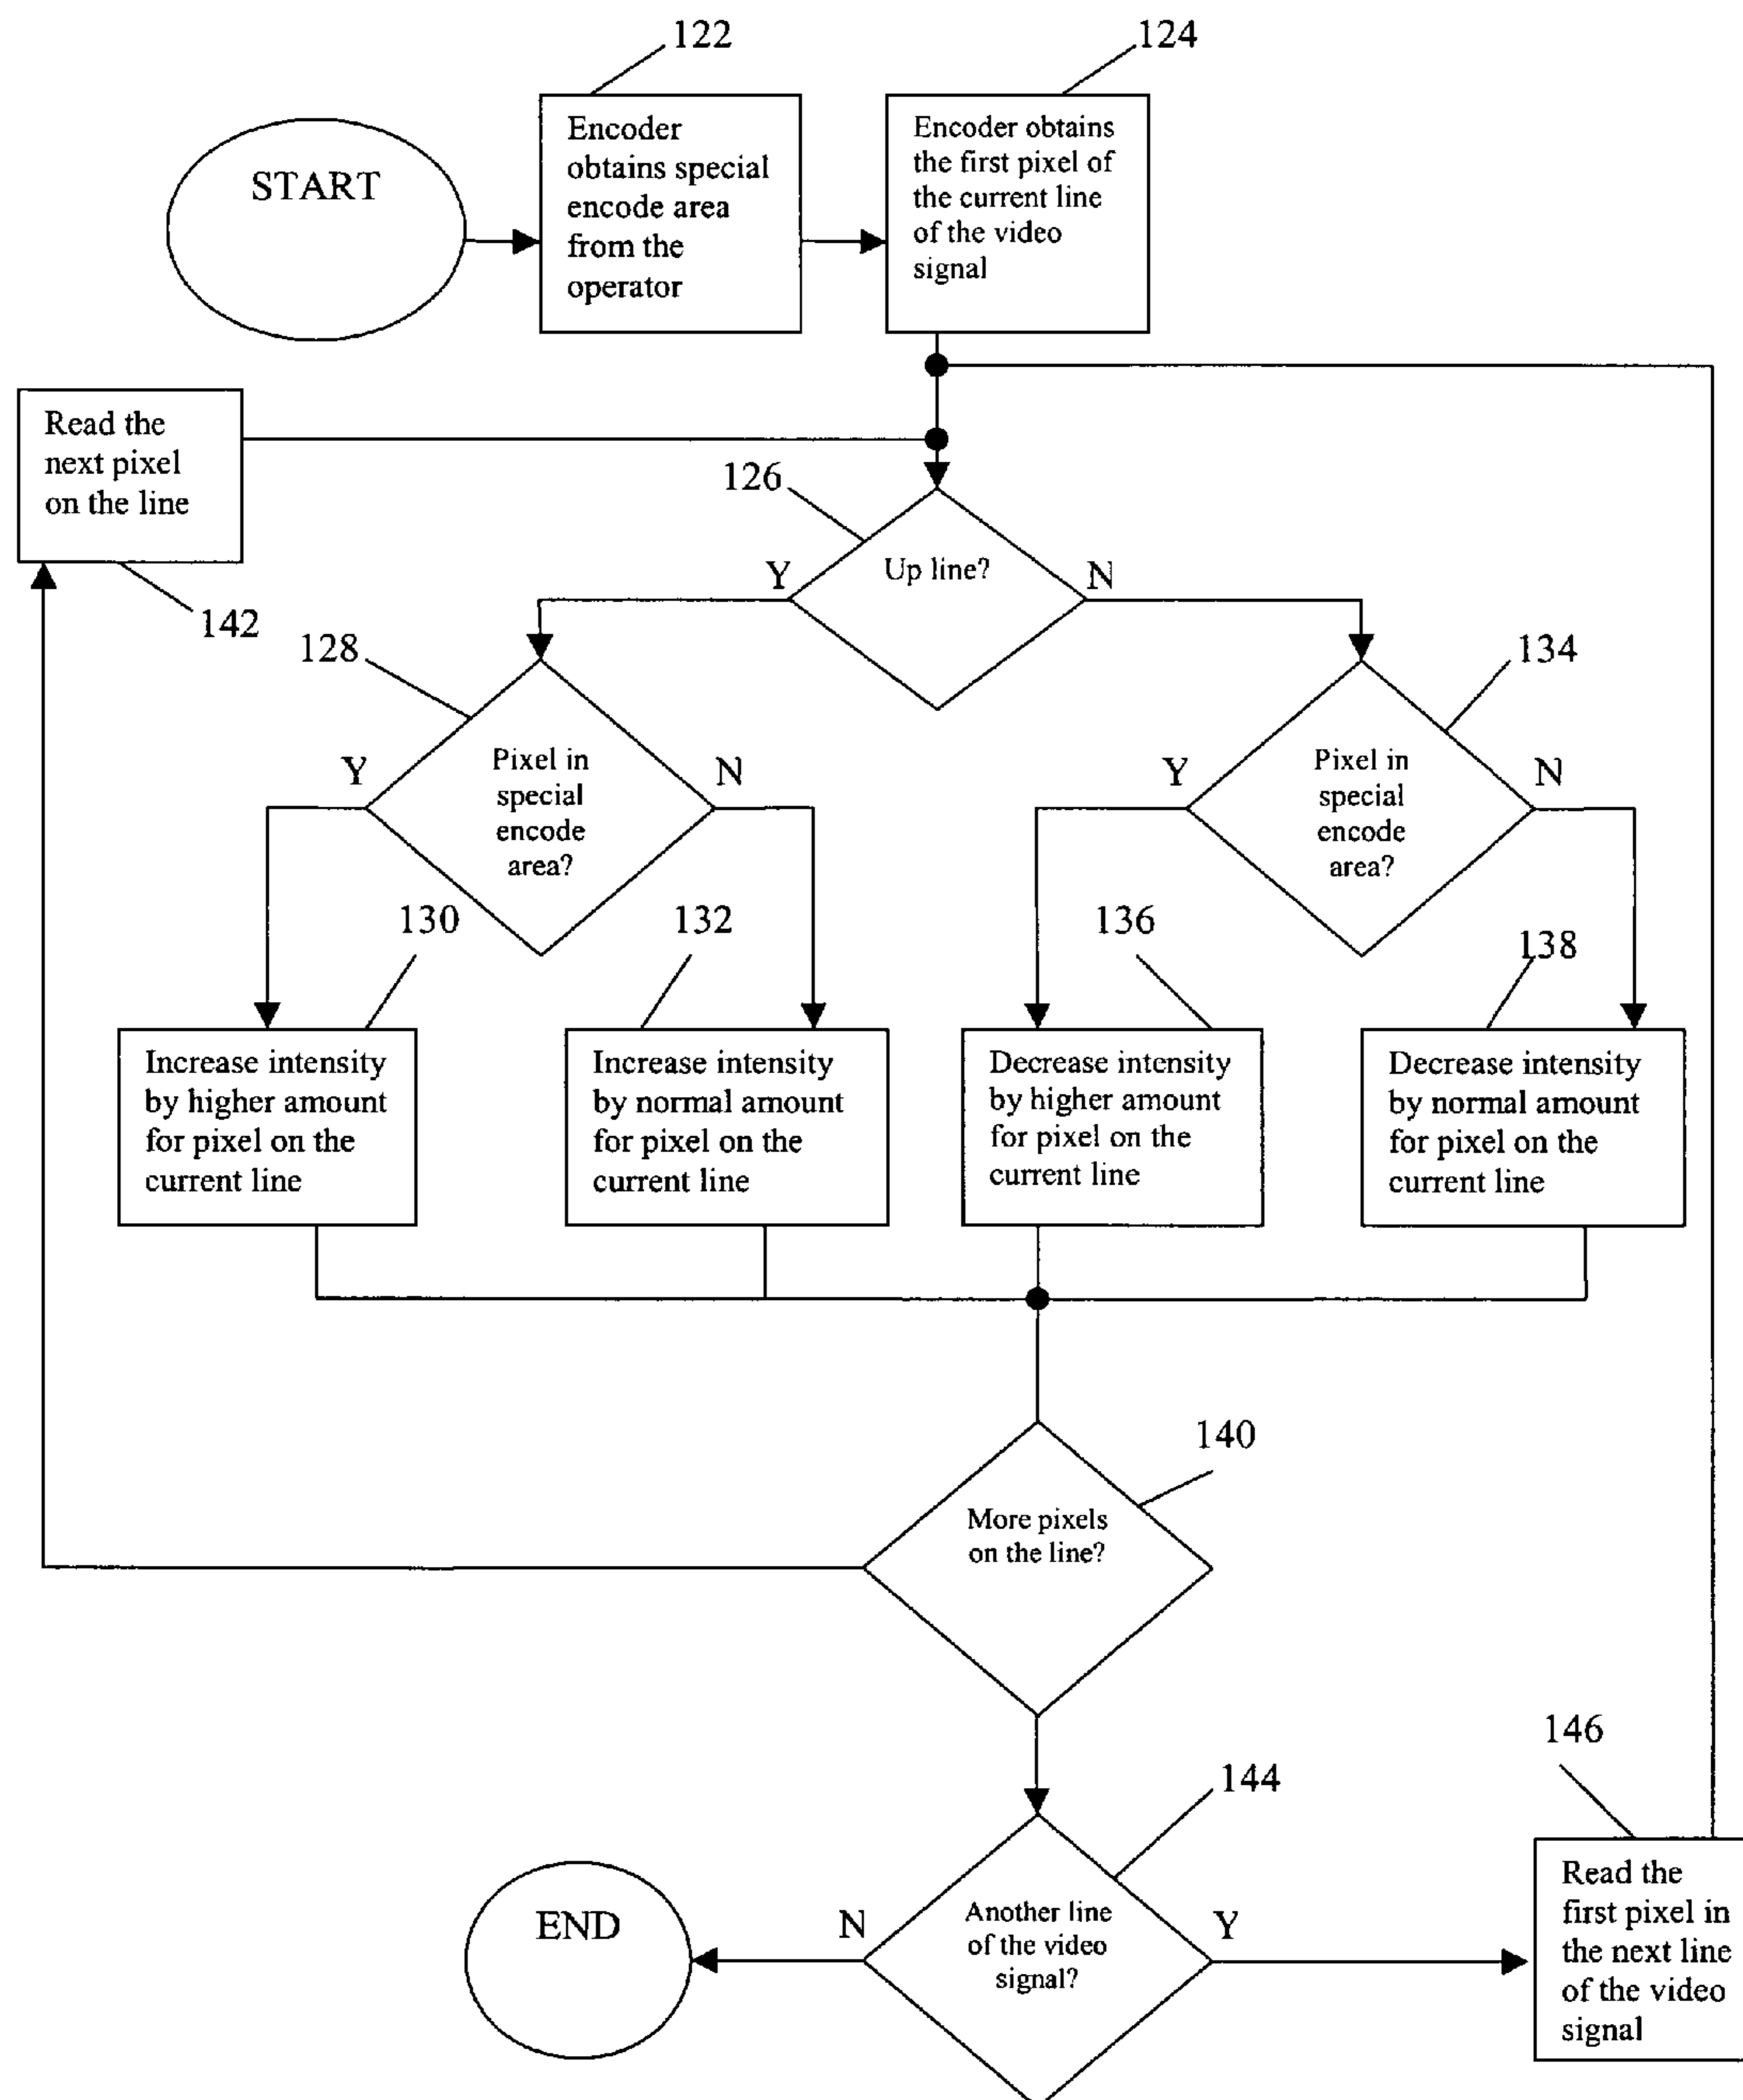 122
124
START
Encoder
obtains special
encode area
from the
operator
Encoder obtains
the first pixel of
the current line
of the video
signal
Read the
next pixel
on the line
142
126
Up line?
Y
N
128
Pixel in
special
encode
area?
Y
N
134
Pixel in
special
encode
area?
Y
N
130
Increase intensity
by higher amount
for pixel on the
current line
132
Increase intensity
by normal amount
for pixel on the
current line
136
Decrease intensity
by higher amount
for pixel on the
current line
138
Decrease intensity
by normal amount
for pixel on the
current line
140
More pixels
on the line?
144
Another line
of the video
signal?
N
Y
END
146
Read the
first pixel in
the next line
of the video
signal